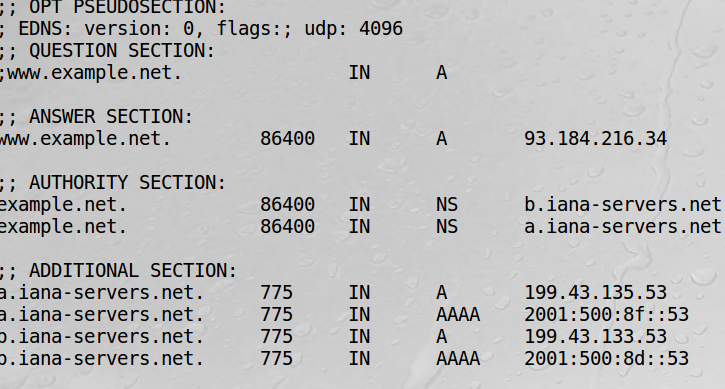 ;; OPT PSEUDOSECTION:
; EDNS: version: 0, flags:; udp: 4096
;; QUESTION SECTION:
;www.example.net. IN A
;; ANSWER SECTION:
www.example.net. 86400 IN A 93.184.216.34
;; AUTHORITY SECTION:
example.net. 86400 IN NS b.iana-servers.net
example.net. 86400 IN NS a.iana-servers.net
;; ADDITIONAL SECTION:
a.iana-servers.net. 775 IN A 199.43.135.53
a.iana-servers.net. 775 IN AAAA 2001:500:8f::53
b.iana-servers.net. 775 IN A 199.43.133.53
b.iana-servers.net. 775 IN AAAA 2001:500:8d::53